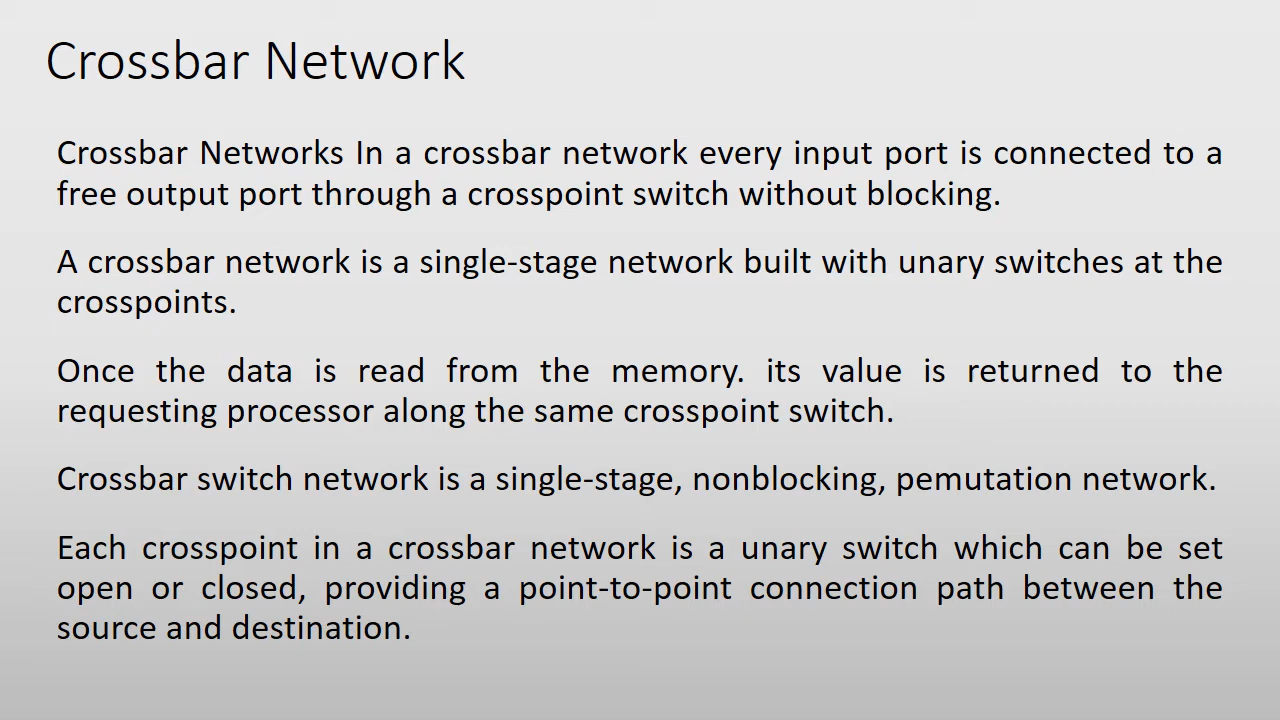 Crossbar Network
Crossbar Networks In a crossbar network every input port is connected to a
free output port through a crosspoint switch without blocking.
A crossbar network is a single-stage network built with unary switches at the
crosspoints.
Once the data is read from the memory. its value is returned to the
requesting processor along the same crosspoint switch.
Crossbar switch network is a single-stage, nonblocking, pemutation network.
Each crosspoint in a crossbar network is a unary switch which can be set
open or closed, providing a point-to-point connection path between the
source and destination.